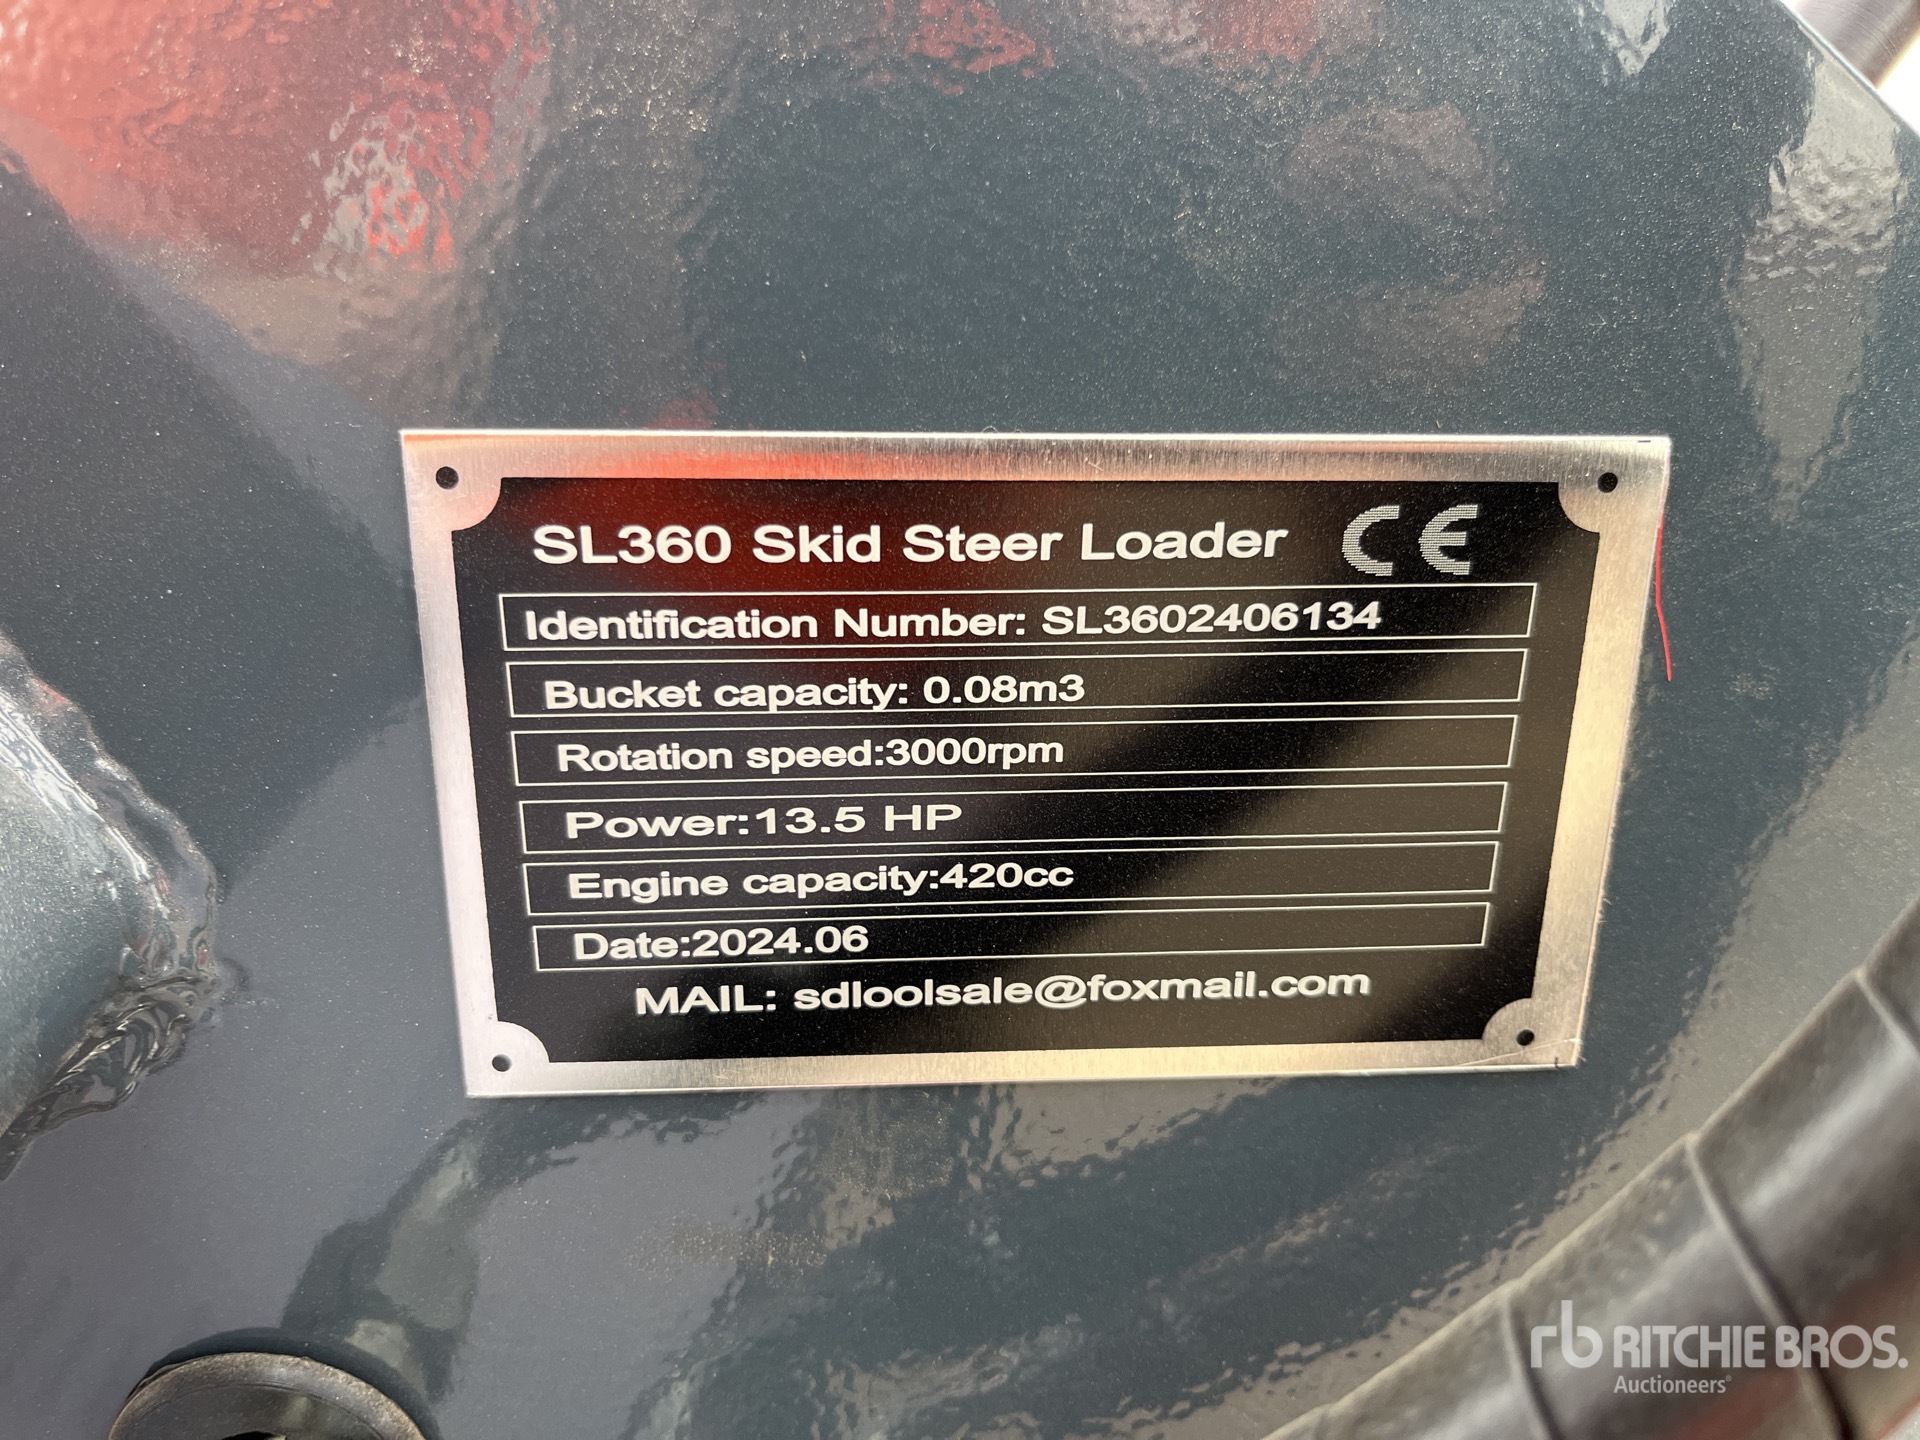 SL360 Skid Steer Loader CE
Identification Number: SL3602406134
Bucket capacity: 0.08m3
Rotation speed:3000rpm
Power:13.5 HP
Engine capacity:420cc
Date:2024.06
MAIL: sdloolsale@foxmail.com
rb RITCHIE BROS.
Auctioneers®